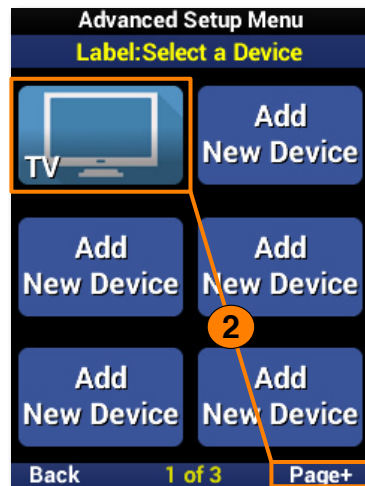 Advanced Setup Menu
Label:Select a Device
TV
Add
New Device
Add
New Device
Add
New Device
2
Add
New Device
Add
New Device
Back 1 of 3 Page+